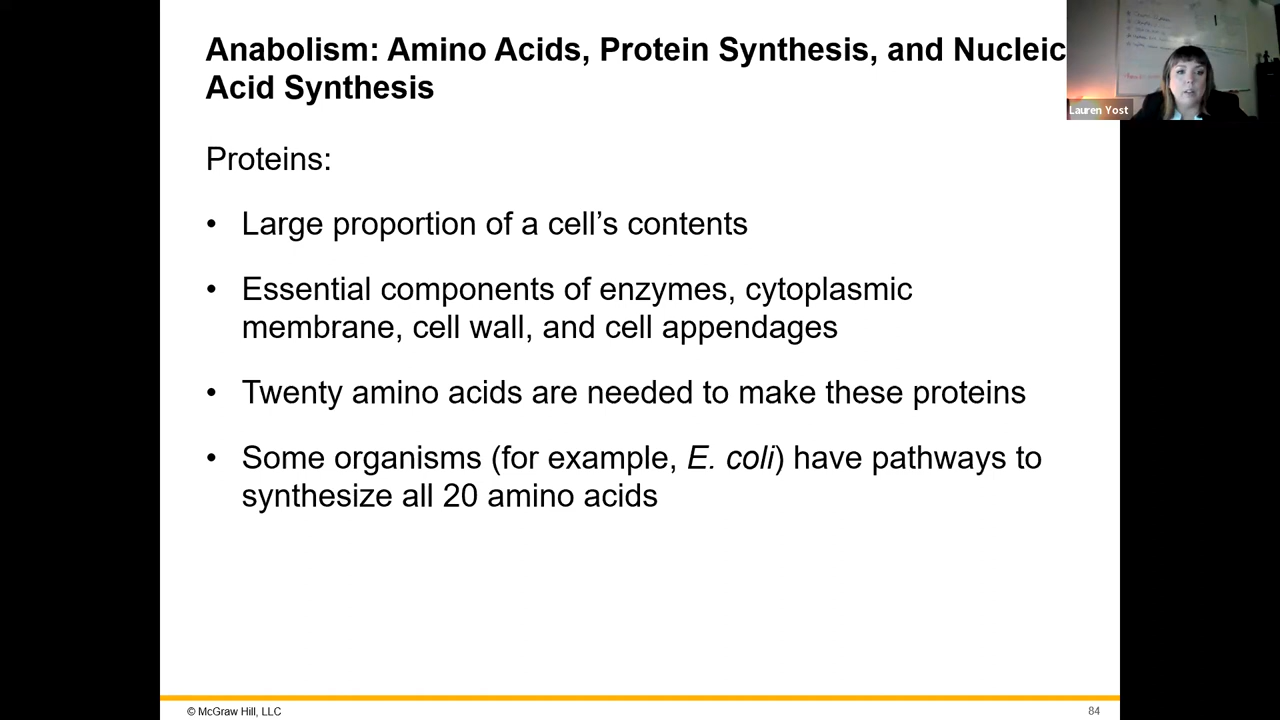 Anabolism: Amino Acids, Protein Synthesis, and Nucleic
Acid Synthesis
Lauren Yost
Proteins:
• Large proportion of a cell’s contents
• Essential components of enzymes, cytoplasmic
membrane, cell wall, and cell appendages
• Twenty amino acids are needed to make these proteins
• Some organisms (for example, E. coli) have pathways to
synthesize all 20 amino acids
© McGraw Hill, LLC
84